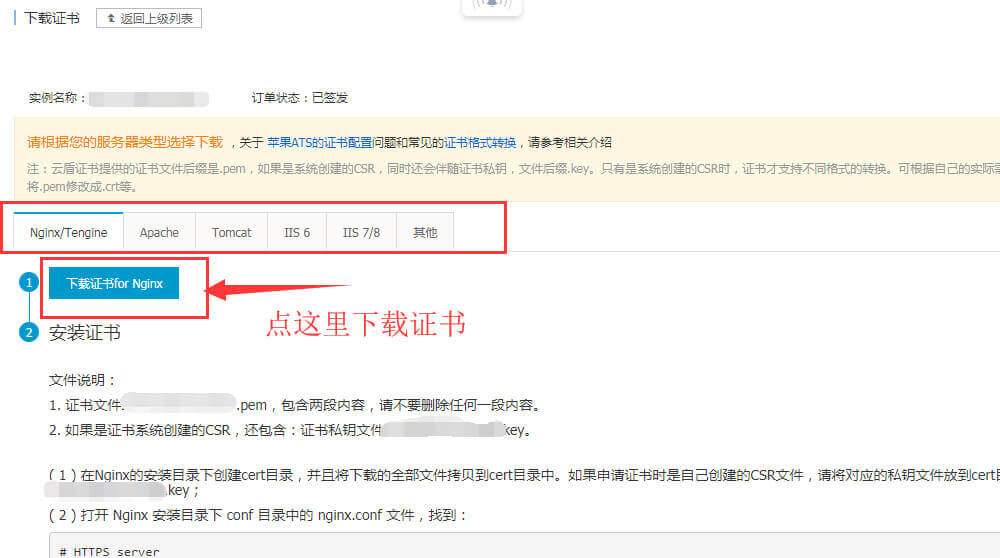 下载证书 返回上级列表
实例名称： 订单状态：已签发
请根据您的服务器类型选择下载 ，关于 苹果ATS的证书配置问题和常见的证书格式转换，请参考相关介绍
注：云盾证书提供的证书文件后缀是.pem，如果是系统创建的CSR，同时还会伴随证书私钥，文件后缀.key。只有是系统创建的CSR时，证书才支持不同格式的转换。可根据自己的实际需
将.pem修改成.crt等。
Nginx/Tengine Apache Tomcat IIS 6 IIS 7/8 其他
1 下载证书for Nginx
点这里下载证书
2 安装证书
文件说明：
1. 证书文件 .pem，包含两段内容，请不要删除任何一段内容。
2. 如果是证书系统创建的CSR，还包含：证书私钥文件 key。
( 1 ) 在Nginx的安装目录下创建cert目录，并且将下载的全部文件拷贝到cert目录中。如果申请证书时是自己创建的CSR文件，请将对应的私钥文件放到cert目
.key；
( 2 ) 打开 Nginx 安装目录下 conf 目录中的 nginx.conf 文件，找到：
# HTTPS server